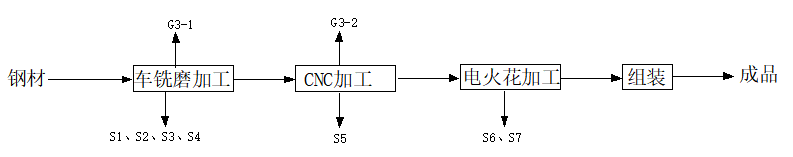 G3-1
G3-2
钢材
车铣磨加工
CNC加工
电火花加工
组装
成品
S1、S2、S3、S4
S5
S6、S7